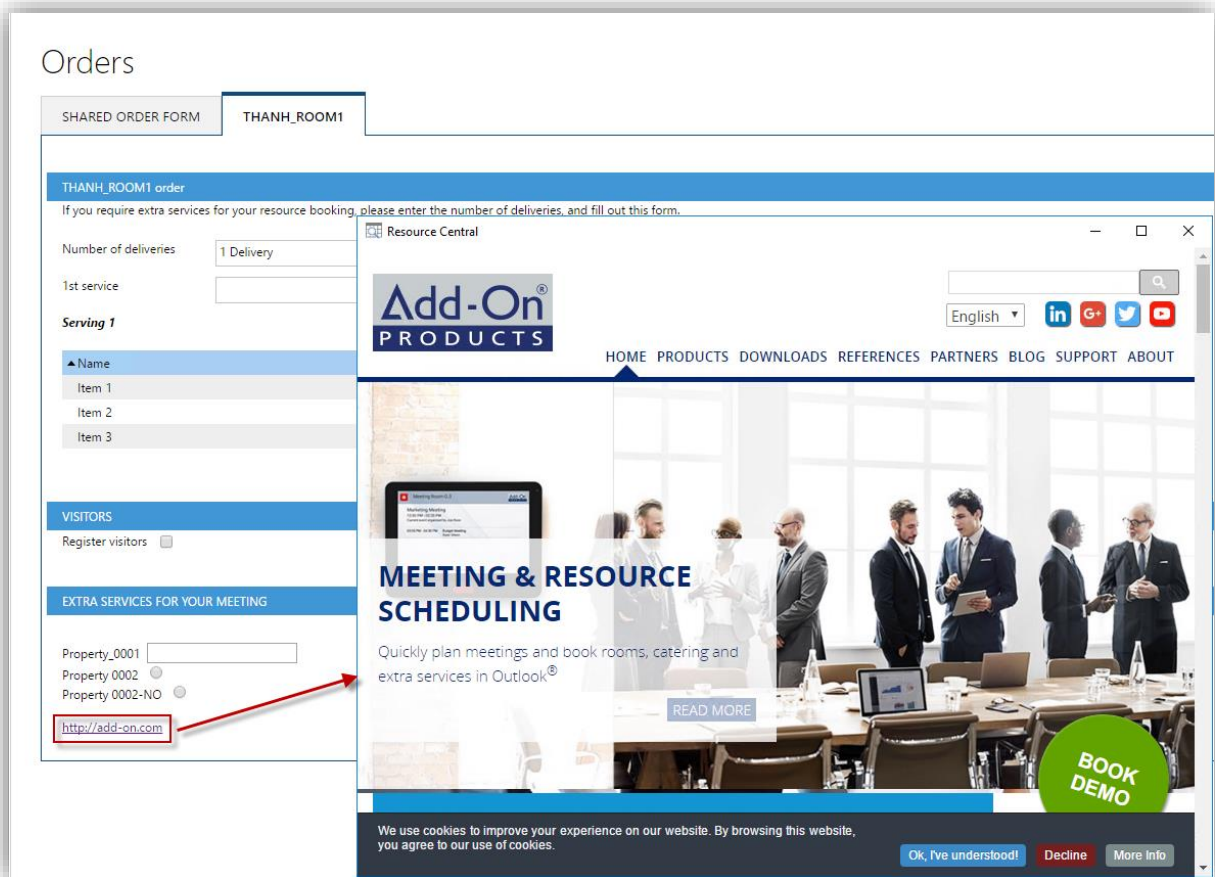 Orders
SHARED ORDER FORM
THANH_ROOM1
THANH_ROOM1 order
If you require extra services for your resource booking, please enter the number of deliveries, and fill out this form.
Number of deliveries
1 Delivery
1st service
Serving 1
▲Name
Item 1
Item 2
Item 3
VISITORS
Register visitors
EXTRA SERVICES FOR YOUR MEETING
Property_0001
Property 0002
Property 0002-NO
http://add-on.com
Resource Central
Add-On®
PRODUCTS
English
in
G+
HOME PRODUCTS DOWNLOADS REFERENCES PARTNERS BLOG SUPPORT ABOUT
MEETING & RESOURCE
SCHEDULING
Quickly plan meetings and book rooms, catering and
extra services in Outlook®
READ MORE
BOOK
DEMO
We use cookies to improve your experience on our website. By browsing this website,
you agree to our use of cookies.
Ok, I've understood!
Decline
More Info